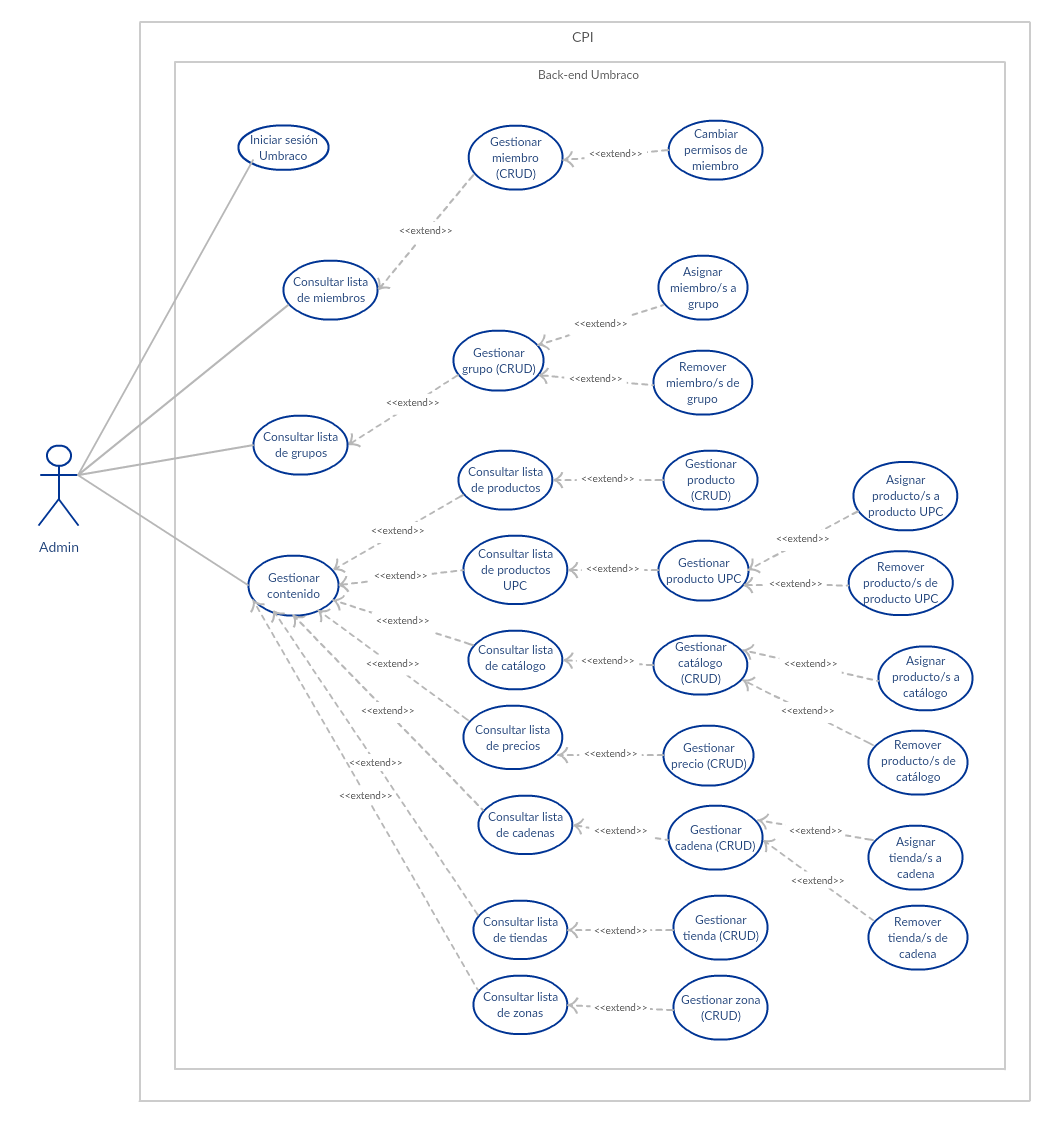 CPI
Back-end Umbraco
Iniciar sesión
Umbraco
Gestionar
miembro
(CRUD)
<<extend>>
Cambiar
permisos de
miembro
<<extend>>
Consultar lista
de miembros
Asignar
miembro/s a
grupo
<<extend>>
Gestionar
grupo (CRUD)
<<extend>>
Remover
miembro/s de
grupo
<<extend>>
Consultar lista
de grupos
Admin
Consultar lista
de productos
<<extend>>
Gestionar
producto
(CRUD)
Asignar
producto/s a
producto UPC
<<extend>>
<<extend>>
Gestionar
contenido
<<extend>>
Consultar lista
de productos
UPC
<<extend>>
Gestionar
producto UPC
<<extend>>
Remover
producto/s de
producto UPC
<<extend>>
Consultar lista
de catálogo
<<extend>>
Gestionar
catálogo
(CRUD)
<<extend>>
Asignar
producto/s a
catálogo
<<extend>>
<<extend>>
Remover
producto/s de
catálogo
<<extend>>
Consultar lista
de precios
<<extend>>
Gestionar
precio (CRUD)
<<extend>>
<<extend>>
Consultar lista
de cadenas
<<extend>>
Gestionar
cadena (CRUD)
<<extend>>
Asignar
tienda/s a
cadena
<<extend>>
Remover
tienda/s de
cadena
Consultar lista
de tiendas
<<extend>>
Gestionar
tienda (CRUD)
Consultar lista
de zonas
<<extend>>
Gestionar zona
(CRUD)